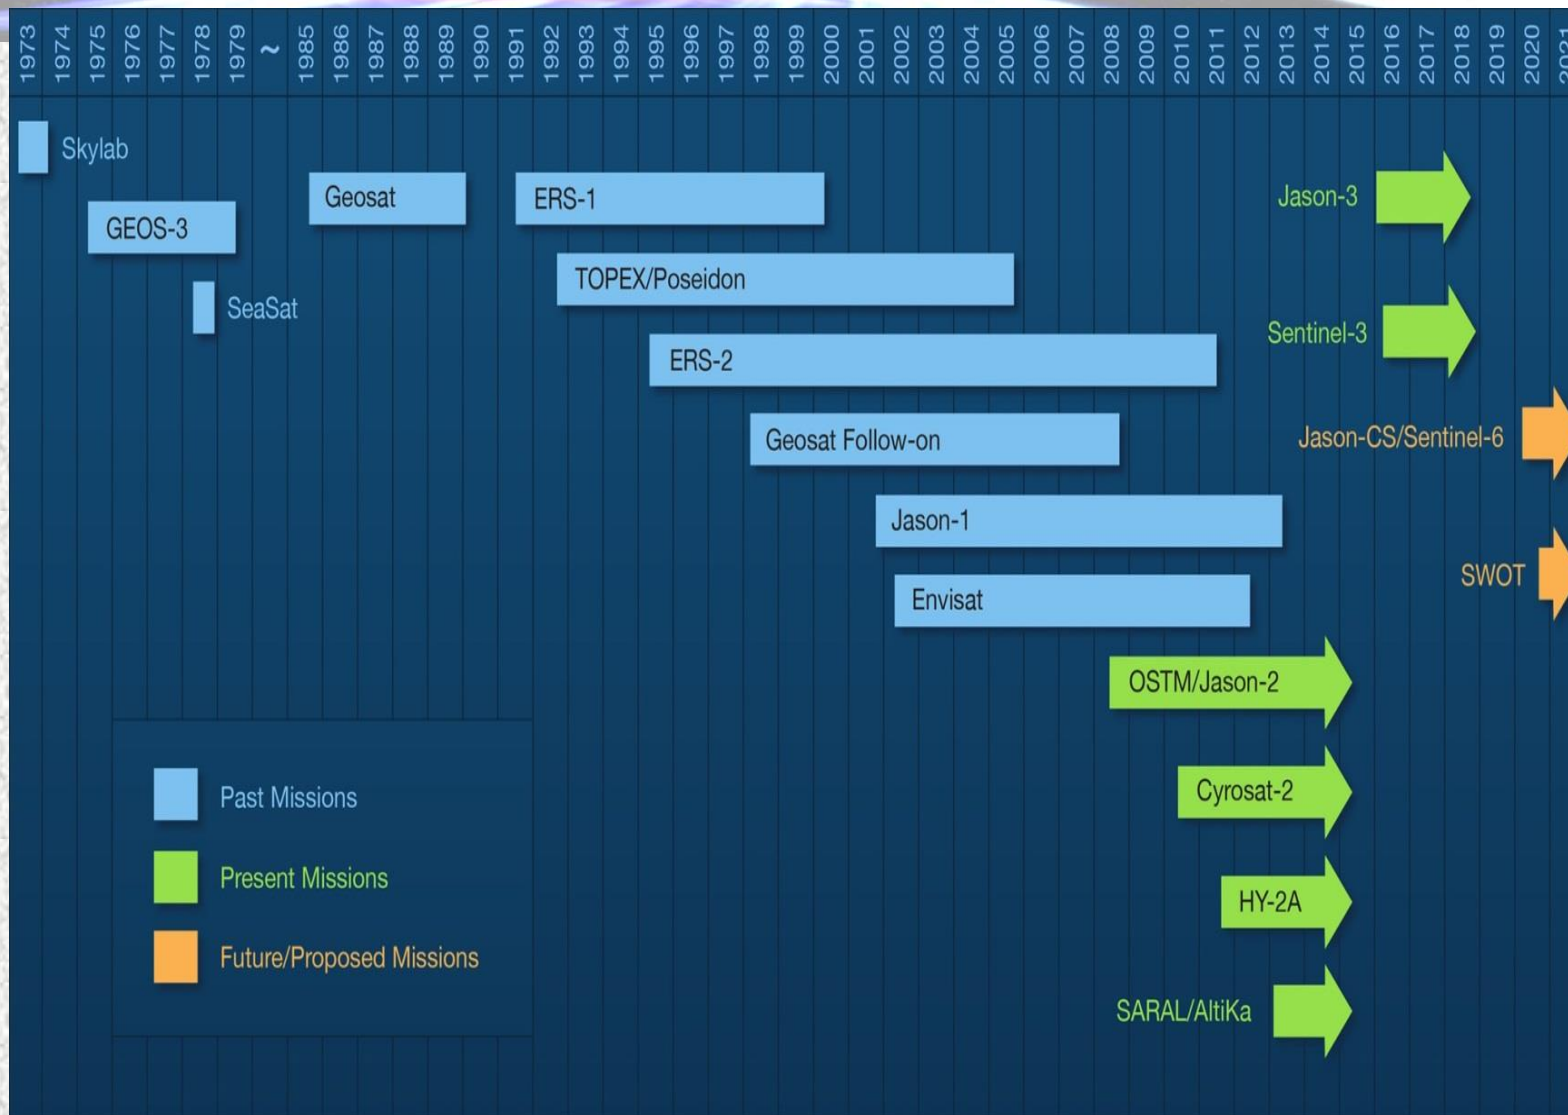 1973 1974 1975 1976 1977 1978 1979 ~ 1985 1986 1987 1988 1989 1990 1991 1992 1993 1994 1995 1996 1997 1998 1999 2000 2001 2002 2003 2004 2005 2006 2007 2008 2009 2010 2011 2012 2013 2014 2015 2016 2017 2018 2019 2020 2021
Skylab
Geosat
ERS-1
Jason-3
GEOS-3
TOPEX/Poseidon
SeaSat
Sentinel-3
ERS-2
Geosat Follow-on
Jason-CS/Sentinel-6
Jason-1
SWOT
Envisat
OSTM/Jason-2
Cyrosat-2
HY-2A
SARAL/AltiKa
Past Missions
Present Missions
Future/Proposed Missions